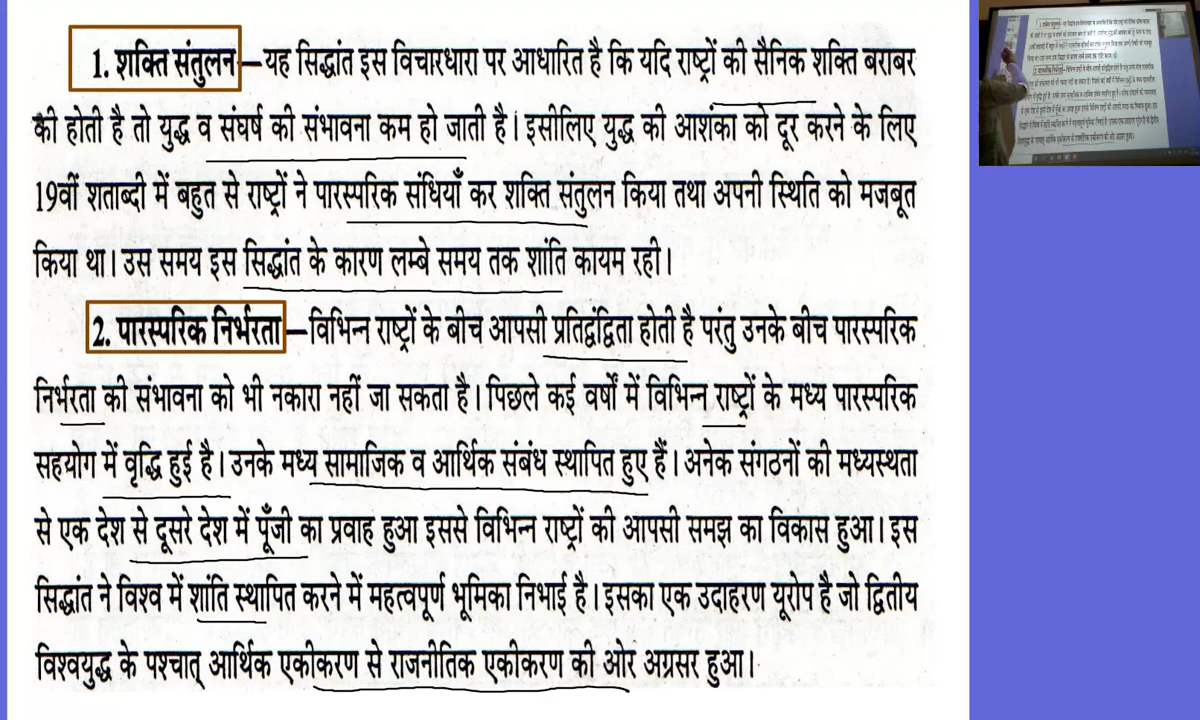 1. शक्ति संतुलन—यह सिद्धांत इस विचारधारा पर आधारित है कि यदि राष्ट्रों की सैनिक शक्ति बराबर
की होती है तो युद्ध व संघर्ष की संभावना कम हो जाती है। इसीलिए युद्ध की आशंका को दूर करने के लिए
19वीं शताब्दी में बहुत से राष्ट्रों ने पारस्परिक संधियाँ कर शक्ति संतुलन किया तथा अपनी स्थिति को मजबूत
किया था। उस समय इस सिद्धांत के कारण लम्बे समय तक शांति कायम रही।
2. पारस्परिक निर्भरता—विभिन्न राष्ट्रों के बीच आपसी प्रतिद्वंद्विता होती है परंतु उनके बीच पारस्परिक
निर्भरता की संभावना को भी नकारा नहीं जा सकता है। पिछले कई वर्षों में विभिन्न राष्ट्रों के मध्य पारस्परिक
सहयोग में वृद्धि हुई है। उनके मध्य सामाजिक व आर्थिक संबंध स्थापित हुए हैं। अनेक संगठनों की मध्यस्थता
से एक देश से दूसरे देश में पूँजी का प्रवाह हुआ इससे विभिन्न राष्ट्रों की आपसी समझ का विकास हुआ। इस
सिद्धांत ने विश्व में शांति स्थापित करने में महत्वपूर्ण भूमिका निभाई है। इसका एक उदाहरण यूरोप है जो द्वितीय
विश्वयुद्ध के पश्चात् आर्थिक एकीकरण से राजनीतिक एकीकरण की ओर अग्रसर हुआ।